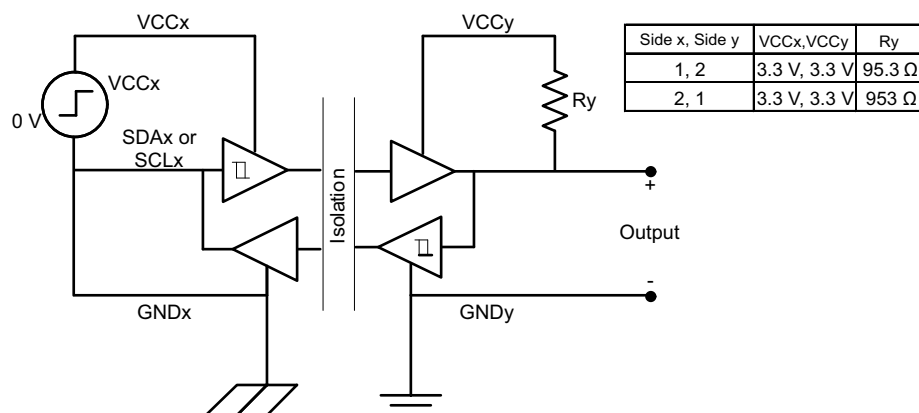 VCCx
VCCy
Side x, Side y VCCx,VCCy Ry
1, 2 3.3 V, 3.3 V 95.3 Ω
2, 1 3.3 V, 3.3 V 953 Ω
VCCx
0 V
Ry
SDAx or
SCLx
Isolation
+
Output
-
GNDx
GNDy